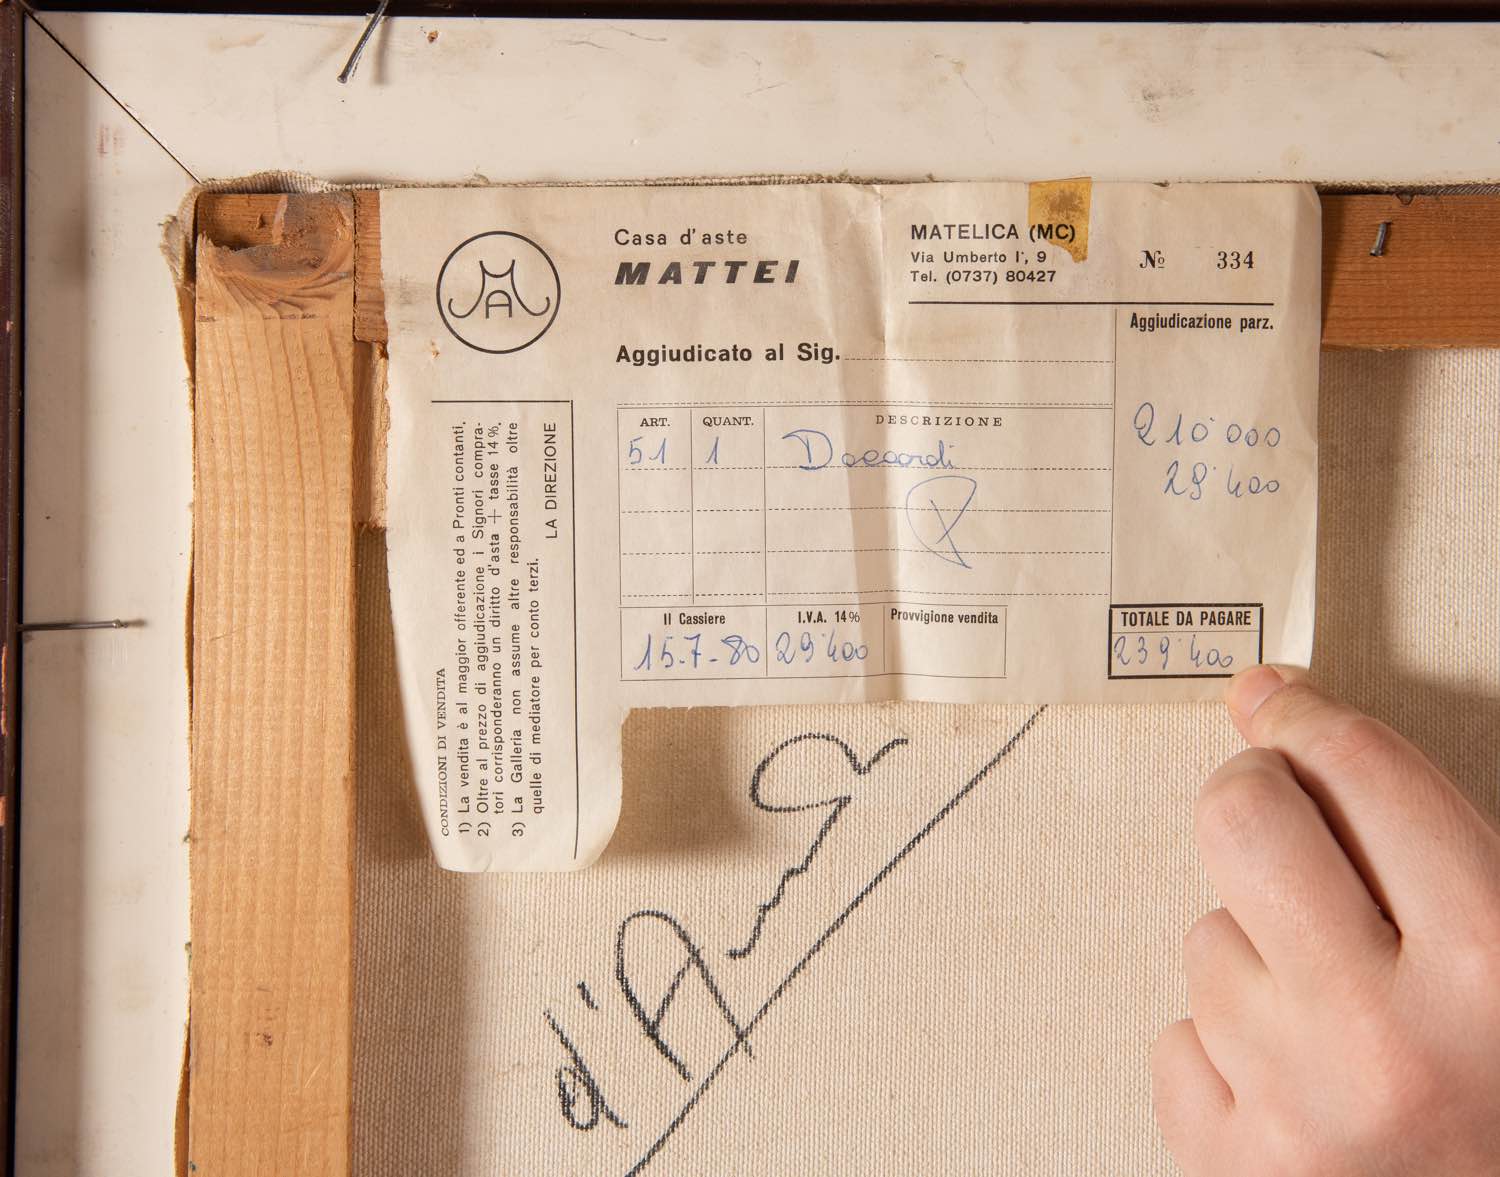 Casa d'aste
MATTEI
MATELICA (MC)
Via Umberto I°, 9
Tel. (0737) 80427
№ 334
Aggiudicazione parz.
Aggiudicato al Sig.
ART. QUANT. DESCRIZIONE
51 1
210'000
29'400
Il Cassiere I.V.A. 14% Provvigione vendita
15.7-80 29'400
TOTALE DA PAGARE
239'400
CONDIZIONI DI VENDITA
1) La vendita è al maggior offerente ed a Pronti contanti.
2) Oltre al prezzo di aggiudicazione i Signori compra-
tori corrisponderanno un diritto d'asta + tasse 14%.
3) La Galleria non assume altre responsabilità oltre
quelle di mediatore per conto terzi.
LA DIREZIONE